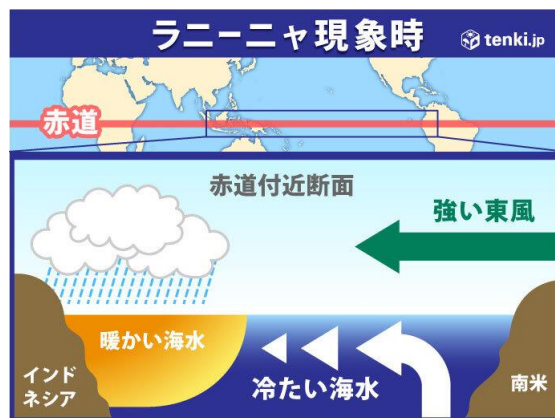 ラニーニャ現象時
tenki.jp
赤道
赤道付近断面
強い東風
暖かい海水
インド
ネシア
冷たい海水
南米